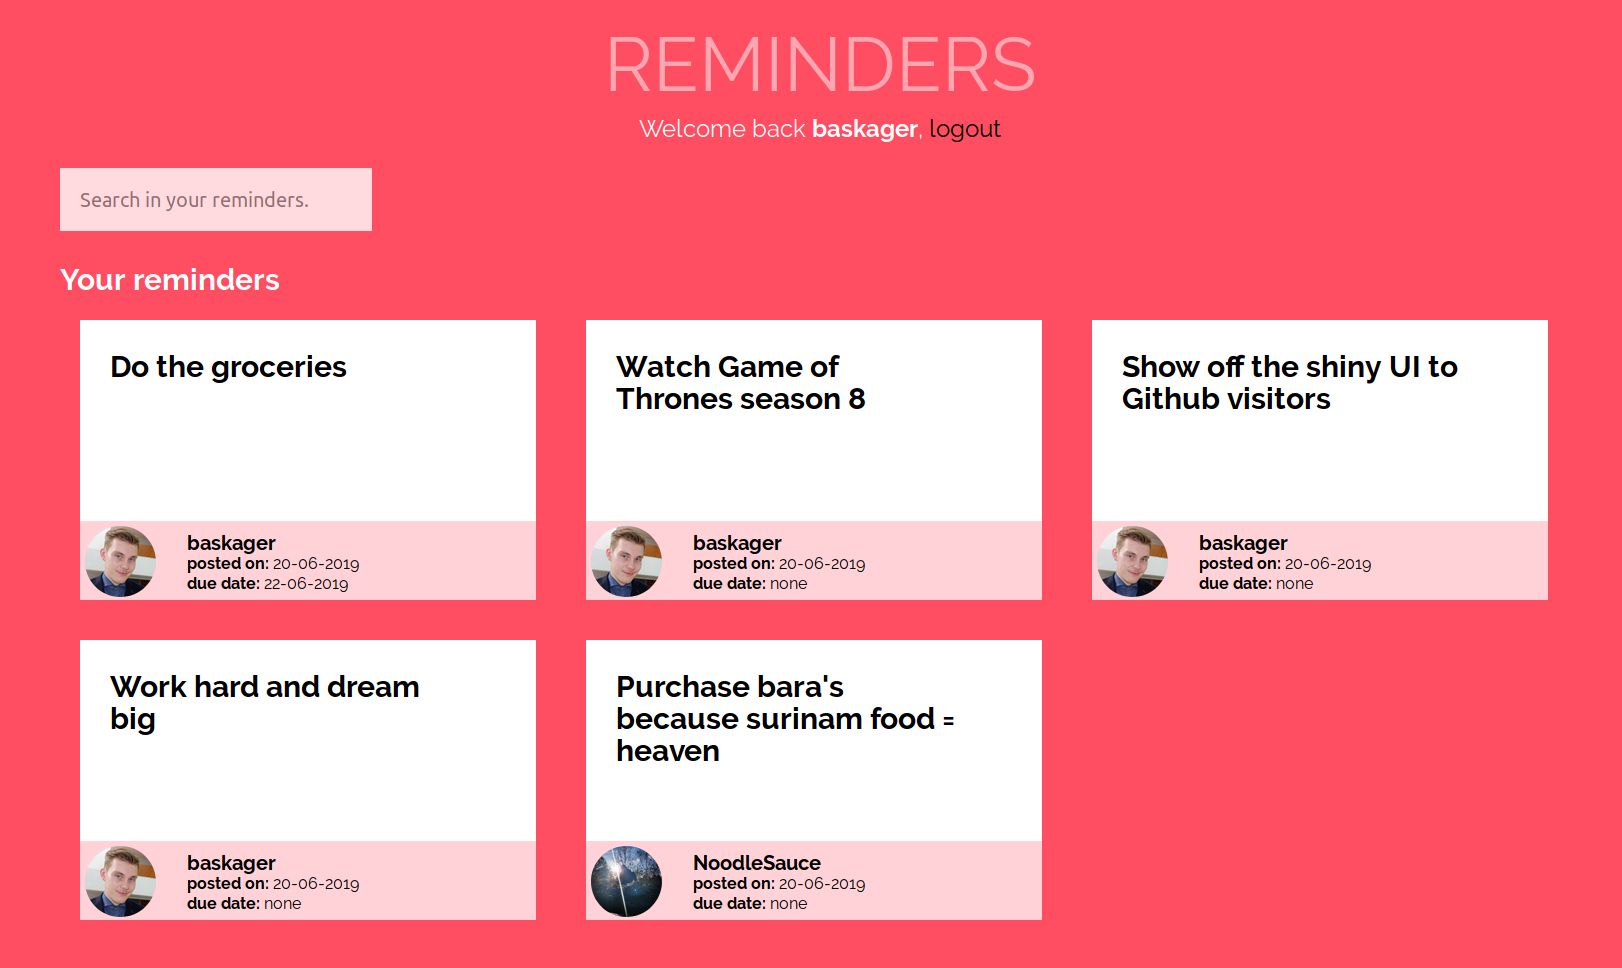 REMINDERS
Welcome back baskager, logout
Search in your reminders.
Your reminders
Do the groceries
baskager
posted on: 20-06-2019
due date: 22-06-2019
Watch Game of
Thrones season 8
baskager
posted on: 20-06-2019
due date: none
Show off the shiny UI to
Github visitors
baskager
posted on: 20-06-2019
due date: none
Work hard and dream
big
baskager
posted on: 20-06-2019
due date: none
Purchase bara's
because surinam food =
heaven
NoodleSauce
posted on: 20-06-2019
due date: none